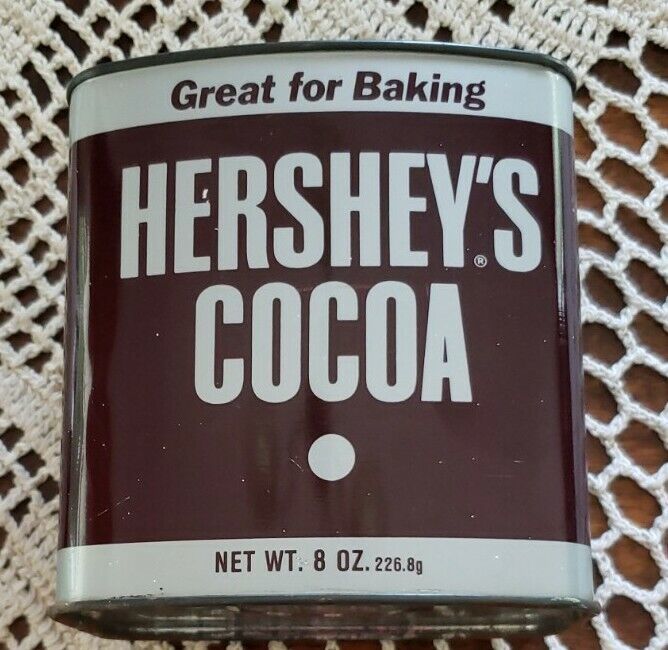 Great for Baking
HERSHEY'S®
COCOA
NET WT. 8 OZ. 226.8g